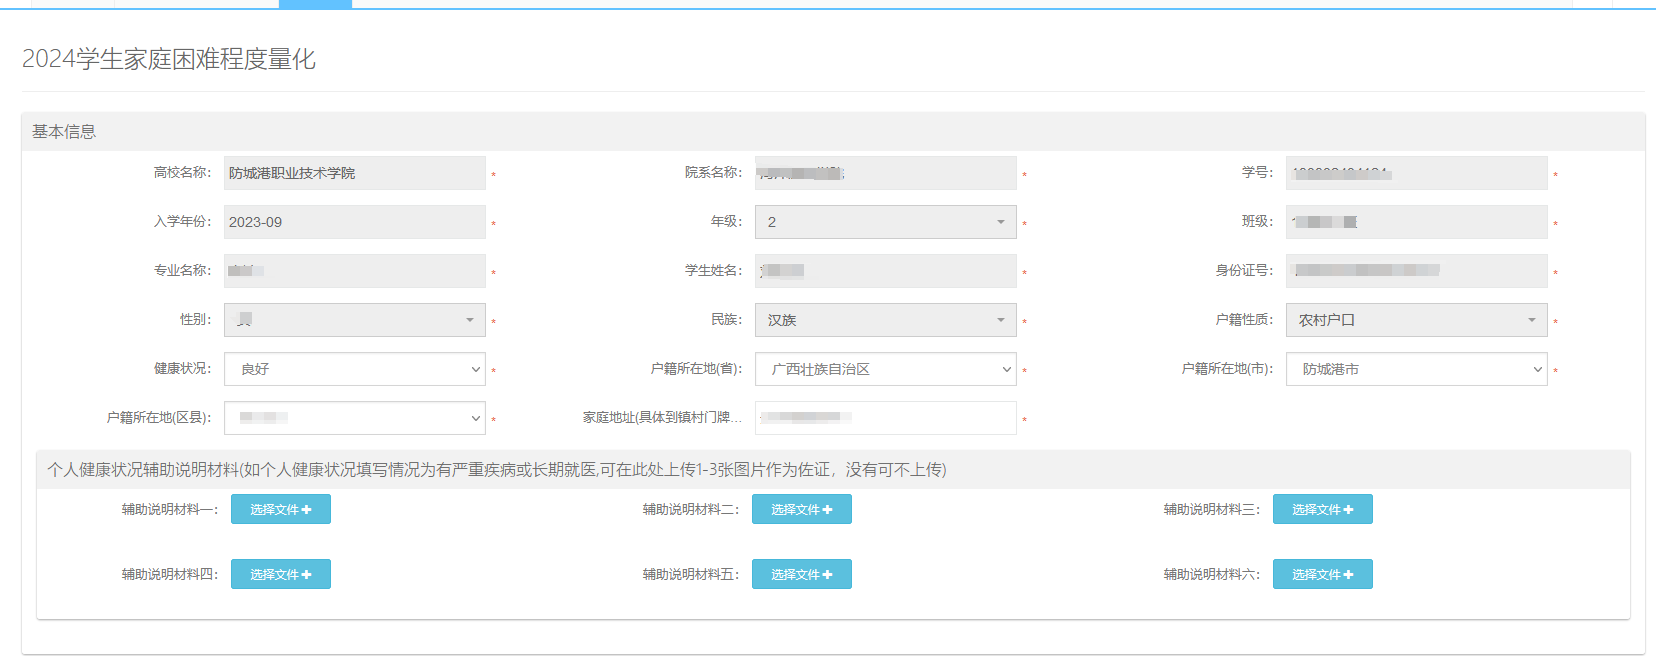 2024学生家庭困难程度量化
基本信息
高校名称： 防城港职业技术学院 * 院系名称： * 学号： *
入学年份： 2023-09 * 年级： 2 * 班级： *
专业名称： * 学生姓名： * 身份证号： *
性别： * 民族： 汉族 * 户籍性质： 农村户口 *
健康状况： 良好 * 户籍所在地(省)： 广西壮族自治区 * 户籍所在地(市)： 防城港市 *
户籍所在地(区县)： * 家庭地址(具体到镇村门牌... *
个人健康状况辅助说明材料(如个人健康状况填写情况为有严重疾病或长期就医,可在此处上传1-3张图片作为佐证，没有可不上传)
辅助说明材料一： 选择文件+ 辅助说明材料二： 选择文件+ 辅助说明材料三： 选择文件+
辅助说明材料四： 选择文件+ 辅助说明材料五： 选择文件+ 辅助说明材料六： 选择文件+